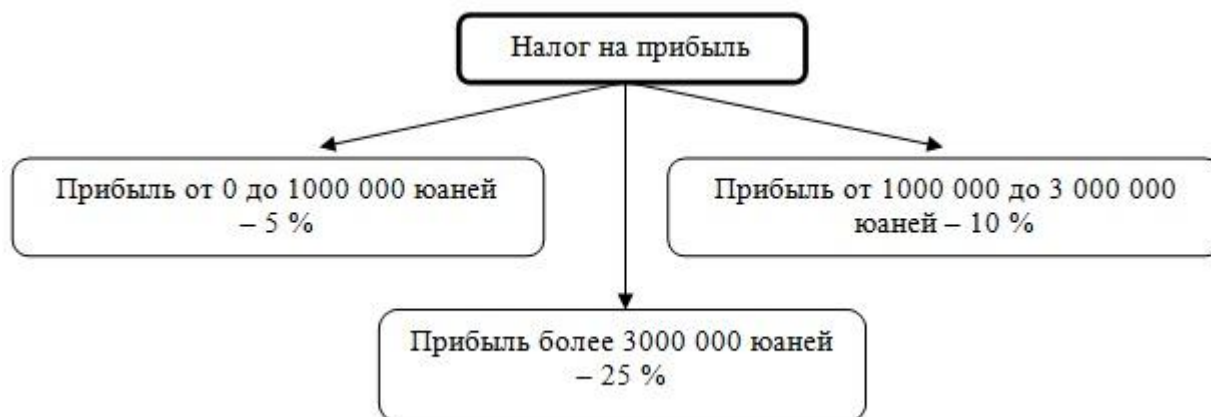 Налог на прибыль
Прибыль от 0 до 1000 000 юаней
– 5 %
Прибыль от 1000 000 до 3 000 000
юаней – 10 %
Прибыль более 3000 000 юаней
– 25 %